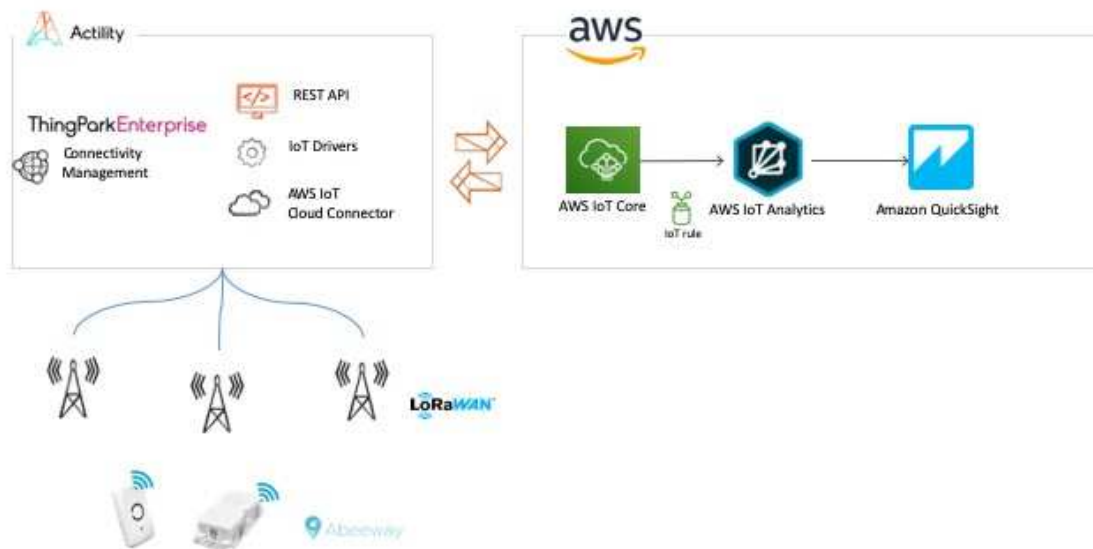 Actility
aws
REST API
ThingParkEnterprise
IoT Drivers
Connectivity
Management
AWS IoT
Cloud Connector
AWS IoT Core
AWS IoT Analytics
Amazon QuickSight
IoT rule
LoRaWAN
Abeeway